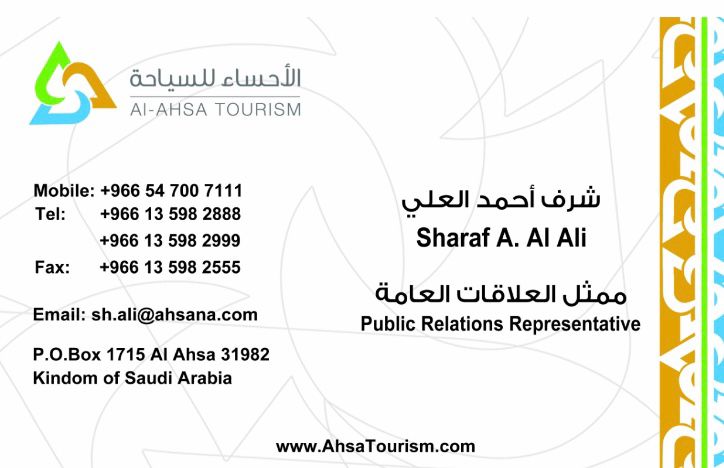 الأحساء للسياحة
Al-AHSA TOURISM
Mobile: +966 54 700 7111
Tel: +966 13 598 2888
+966 13 598 2999
Fax: +966 13 598 2555
Email: sh.ali@ahsana.com
P.O.Box 1715 Al Ahsa 31982
Kindom of Saudi Arabia
شرف أحمد العلي
Sharaf A. Al Ali
ممثل العلاقات العامة
Public Relations Representative
www.AhsaTourism.com